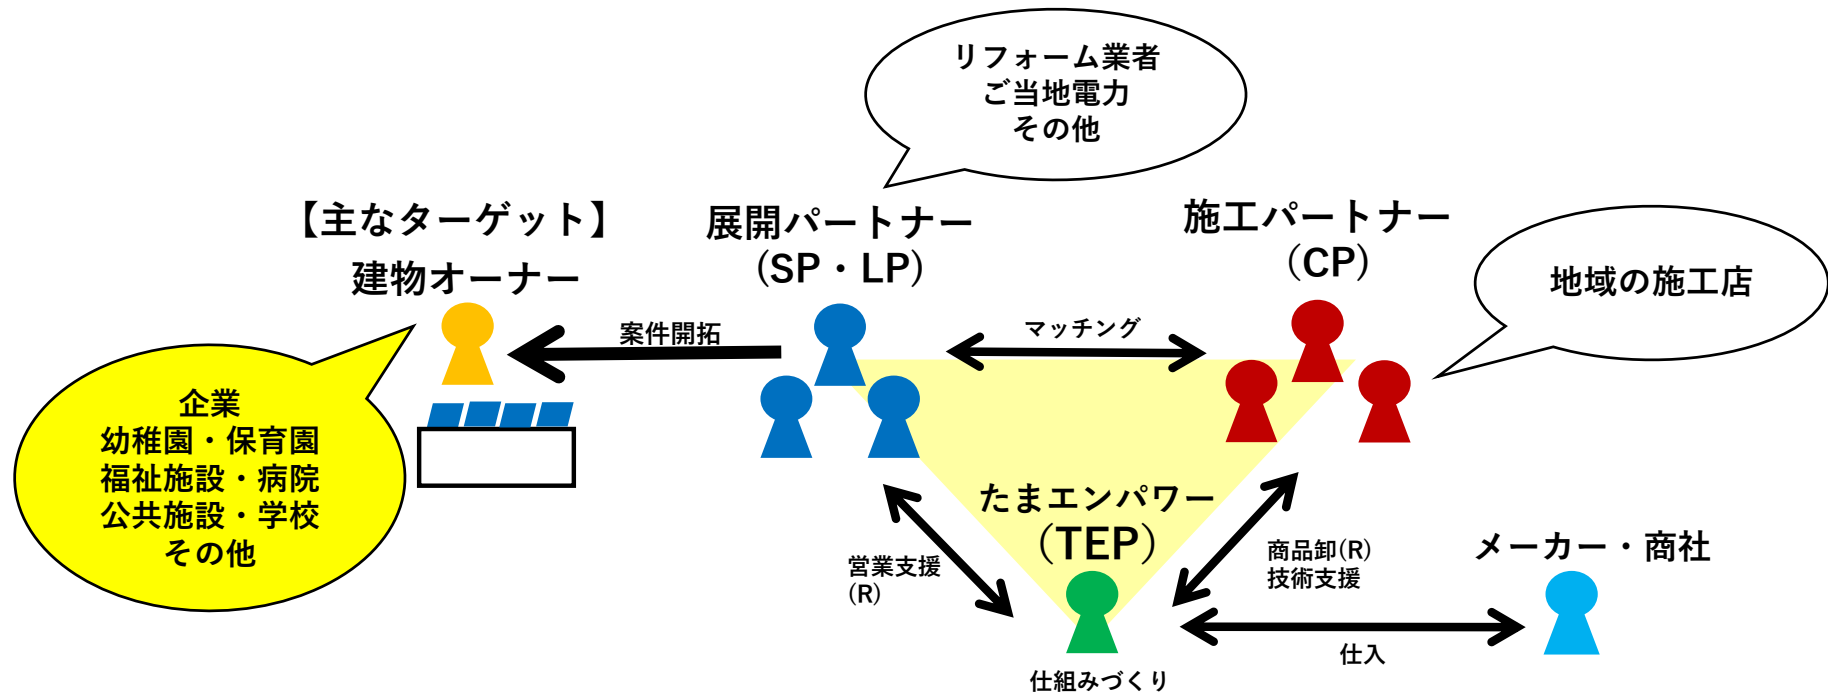 リフォーム業者
ご当地電力
その他
【主なターゲット】
建物オーナー
展開パートナー
(SP・LP)
施工パートナー
(CP)
地域の施工店
案件開拓
マッチング
企業
幼稚園・保育園
福祉施設・病院
公共施設・学校
その他
たまエンパワー
(TEP)
営業支援
(R)
商品卸(R)
技術支援
メーカー・商社
仕入
仕組みづくり